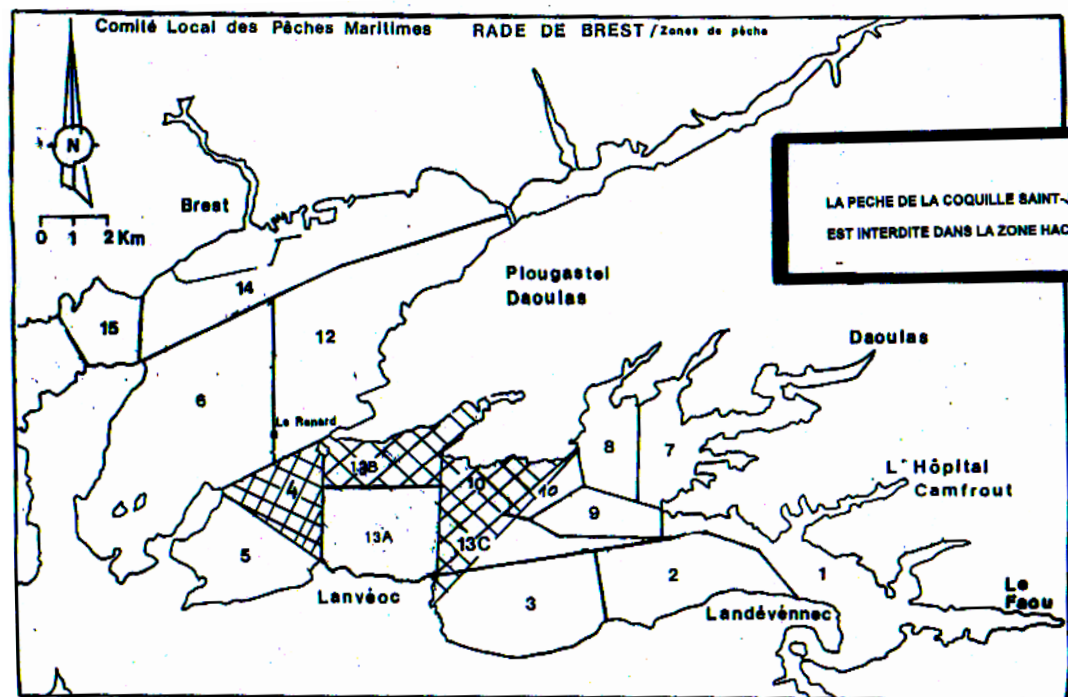 Comité Local des Pêches Maritimes RADE DE BREST / Zones de pêche
N
0 1 2 Km
Brest
LA PECHE DE LA COQUILLE SAINT-
EST INTERDITE DANS LA ZONE HAC
Plougastel
Daoulas
14
15
12
Daoulas
6
Le Renard
8
7
13B
L'Hôpital
Camfrout
4
10
10
9
13A
13C
5
2
1
Lanvéoc
3
Landévénnec
Le
Faou